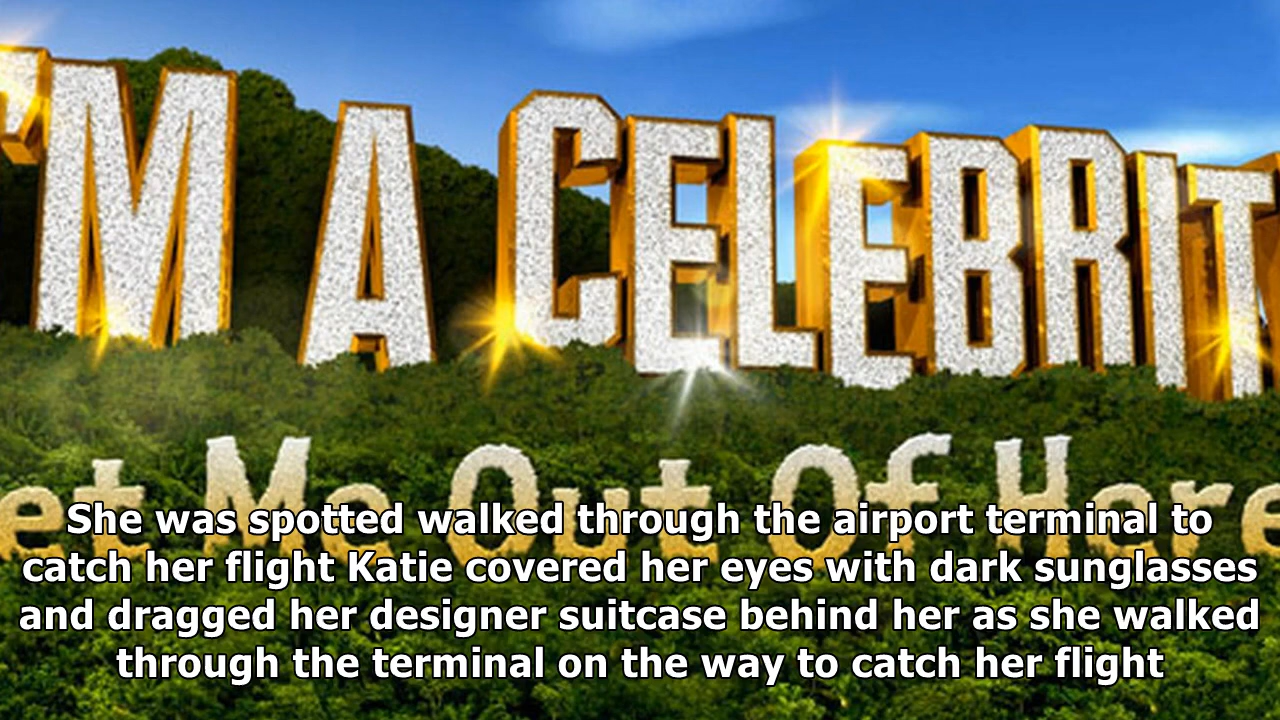 'M A CELEBRIT
et Me Out Of Here
She was spotted walked through the airport terminal to
catch her flight Katie covered her eyes with dark sunglasses
and dragged her designer suitcase behind her as she walked
through the terminal on the way to catch her flight